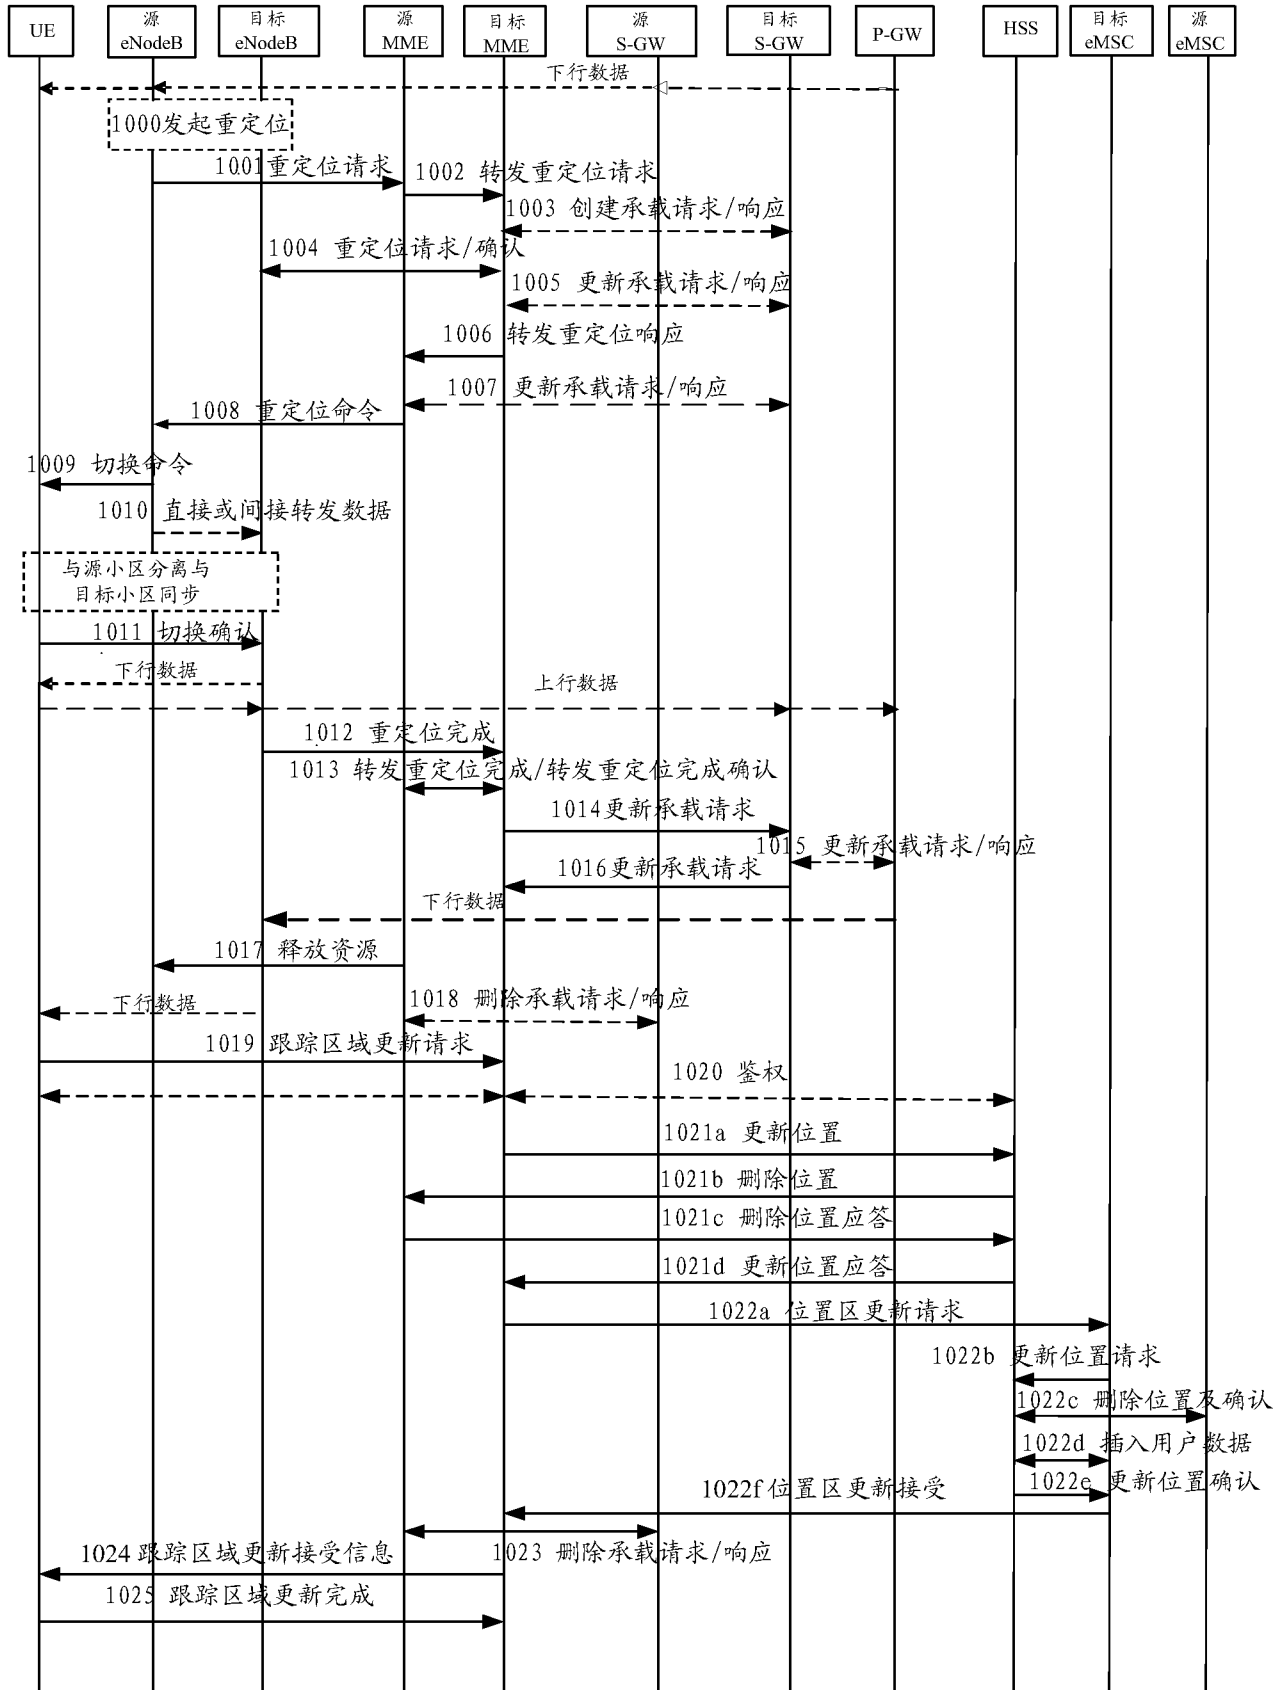 UE
源
eNodeB
目标
eNodeB
源
MME
目标
MME
源
S-GW
目标
S-GW
P-GW
HSS
目标
eMSC
源
eMSC
下行数据
1000发起重定位
1001重定位请求
1002 转发重定位请求
1003 创建承载请求/响应
1004 重定位请求/确认
1005 更新承载请求/响应
1006 转发重定位响应
1007 更新承载请求/响应
1008 重定位命令
1009 切换命令
1010 直接或间接转发数据
与源小区分离与
目标小区同步
1011 切换确认
下行数据
上行数据
1012 重定位完成
1013 转发重定位完成/转发重定位完成确认
1014更新承载请求
1015 更新承载请求/响应
1016更新承载请求
下行数据
1017 释放资源
1018 删除承载请求/响应
下行数据
1019 跟踪区域更新请求
1020 鉴权
1021a 更新位置
1021b 删除位置
1021c 删除位置应答
1021d 更新位置应答
1022a 位置区更新请求
1022b 更新位置请求
1022c 删除位置及确认
1022d 插入用户数据
1022e 更新位置确认
1022f位置区更新接受
1023 删除承载请求/响应
1024 跟踪区域更新接受信息
1025 跟踪区域更新完成